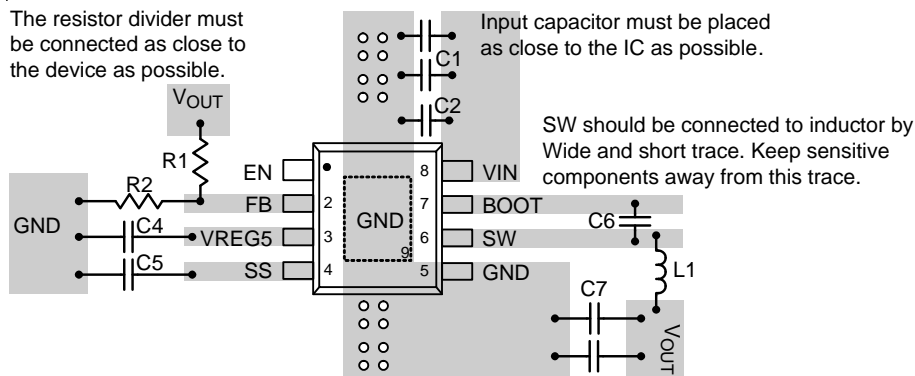 The resistor divider must
be connected as close to
the device as possible.
Input capacitor must be placed
as close to the IC as possible.
C1
C2
VOUT
R1
SW should be connected to inductor by
Wide and short trace. Keep sensitive
components away from this trace.
EN
8
VIN
R2
FB
2
7
BOOT
GND
GND
C4
VREG5
3
6
SW
C6
9
C5
SS
4
5
GND
L1
C7
VOUT